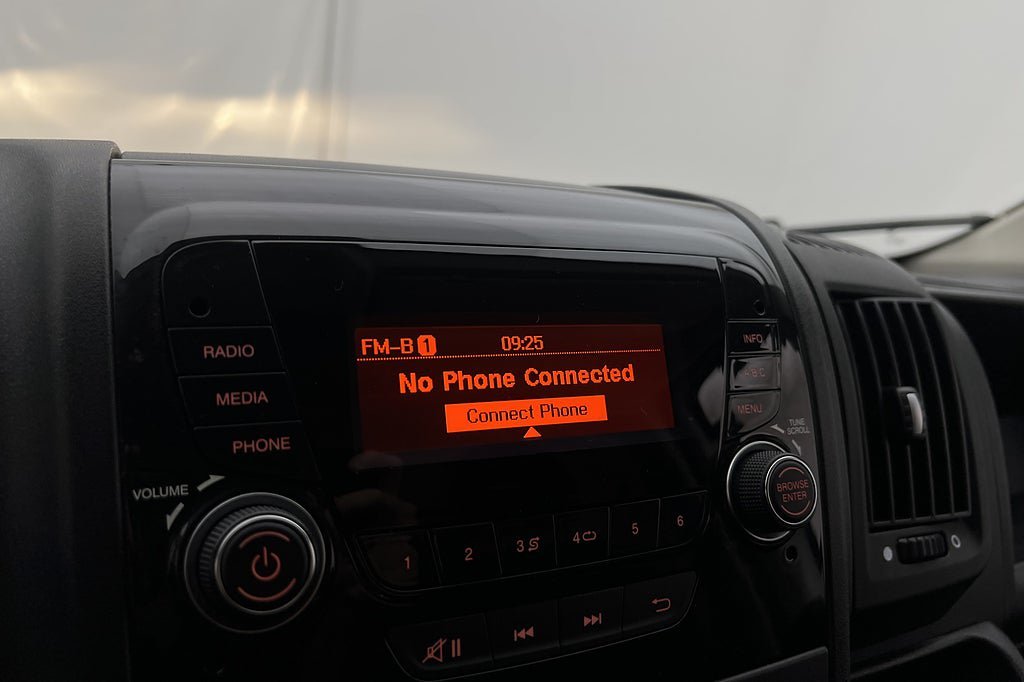 FM-B 1 09:25
No Phone Connected
Connect Phone
RADIO
MEDIA
PHONE
VOLUME
INFO
A·B·C
MENU
TUNE
SCROLL
BROWSE
ENTER
1 2 3 4 5 6